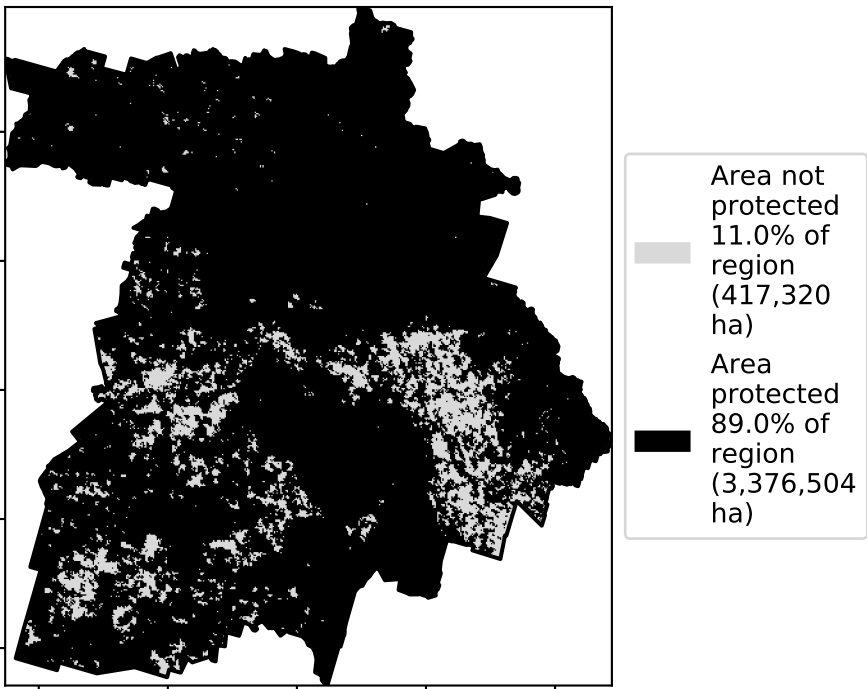 Area not
protected
11.0% of
region
(417,320
ha)
Area
protected
89.0% of
region
(3,376,504
ha)